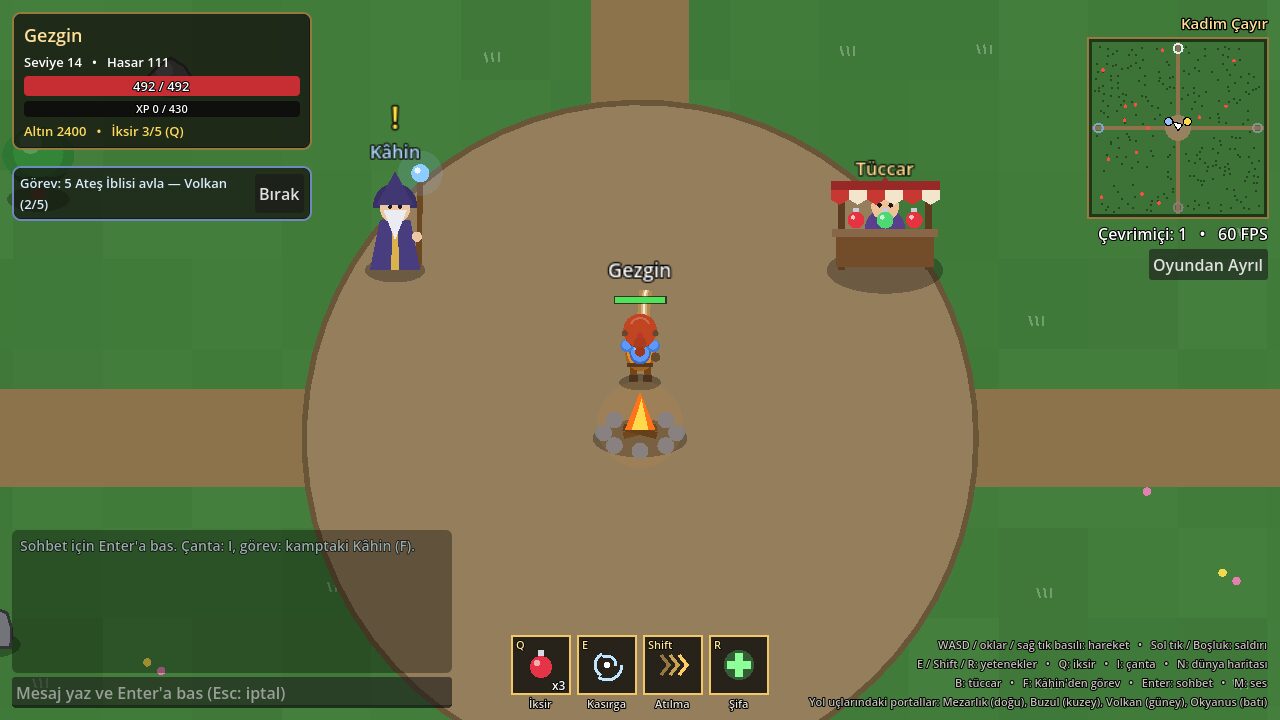 Gezgin
Seviye 14 • Hasar 111
492 / 492
XP 0 / 430
Altın 2400 • İksir 3/5 (Q)
Görev: 5 Ateş İblisi avla — Volkan
(2/5)
Bırak
!
Kâhin
Tüccar
Gezgin
Kadim Çayır
Çevrimiçi: 1 • 60 FPS
Oyundan Ayrıl
Sohbet için Enter'a bas. Çanta: I, görev: kamptaki Kâhin (F).
Mesaj yaz ve Enter'a bas (Esc: iptal)
Q
x3
İksir
E
Kasırga
Shift
Atılma
R
Şifa
WASD / oklar / sağ tık basılı: hareket • Sol tık / Boşluk: saldırı
E / Shift / R: yetenekler • Q: iksir • I: çanta • N: dünya haritası
B: tüccar • F: Kâhin'den görev • Enter: sohbet • M: ses
Yol uçlarındaki portallar: Mezarlık (doğu), Buzul (kuzey), Volkan (güney), Okyanus (batı)